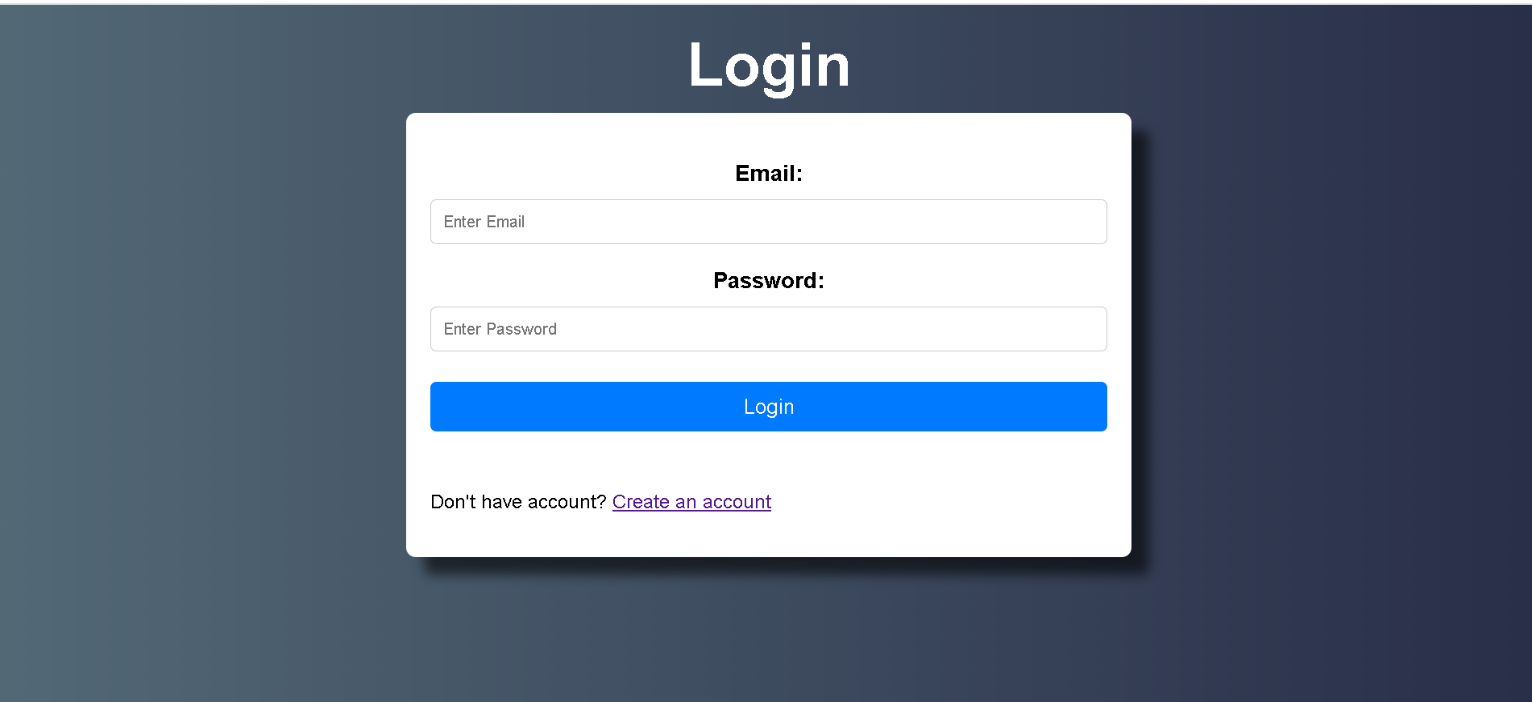 Login
Email:
Enter Email
Password:
Enter Password
Login
Don't have account? Create an account